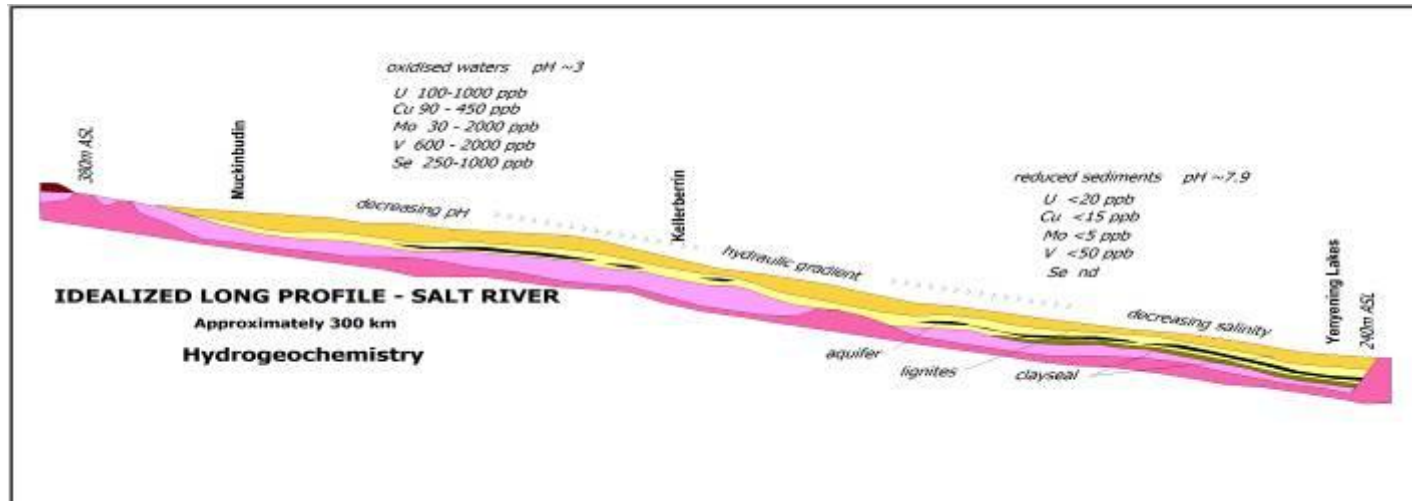 oxidised waters pH ~3
U 100-1000 ppb
Cu 90 - 450 ppb
Mo 30 - 2000 ppb
V 600 - 2000 ppb
Se 250-1000 ppb
380m ASL
Muckinbudin
decreasing pH
Kellerberrin
hydraulic gradient
reduced sediments pH ~7.9
U <20 ppb
Cu <15 ppb
Mo <5 ppb
V <50 ppb
Se nd
Yenyening Lakes
240m ASL
decreasing salinity
IDEALIZED LONG PROFILE - SALT RIVER
Approximately 300 km
Hydrogeochemistry
aquifer
lignites
clayseal